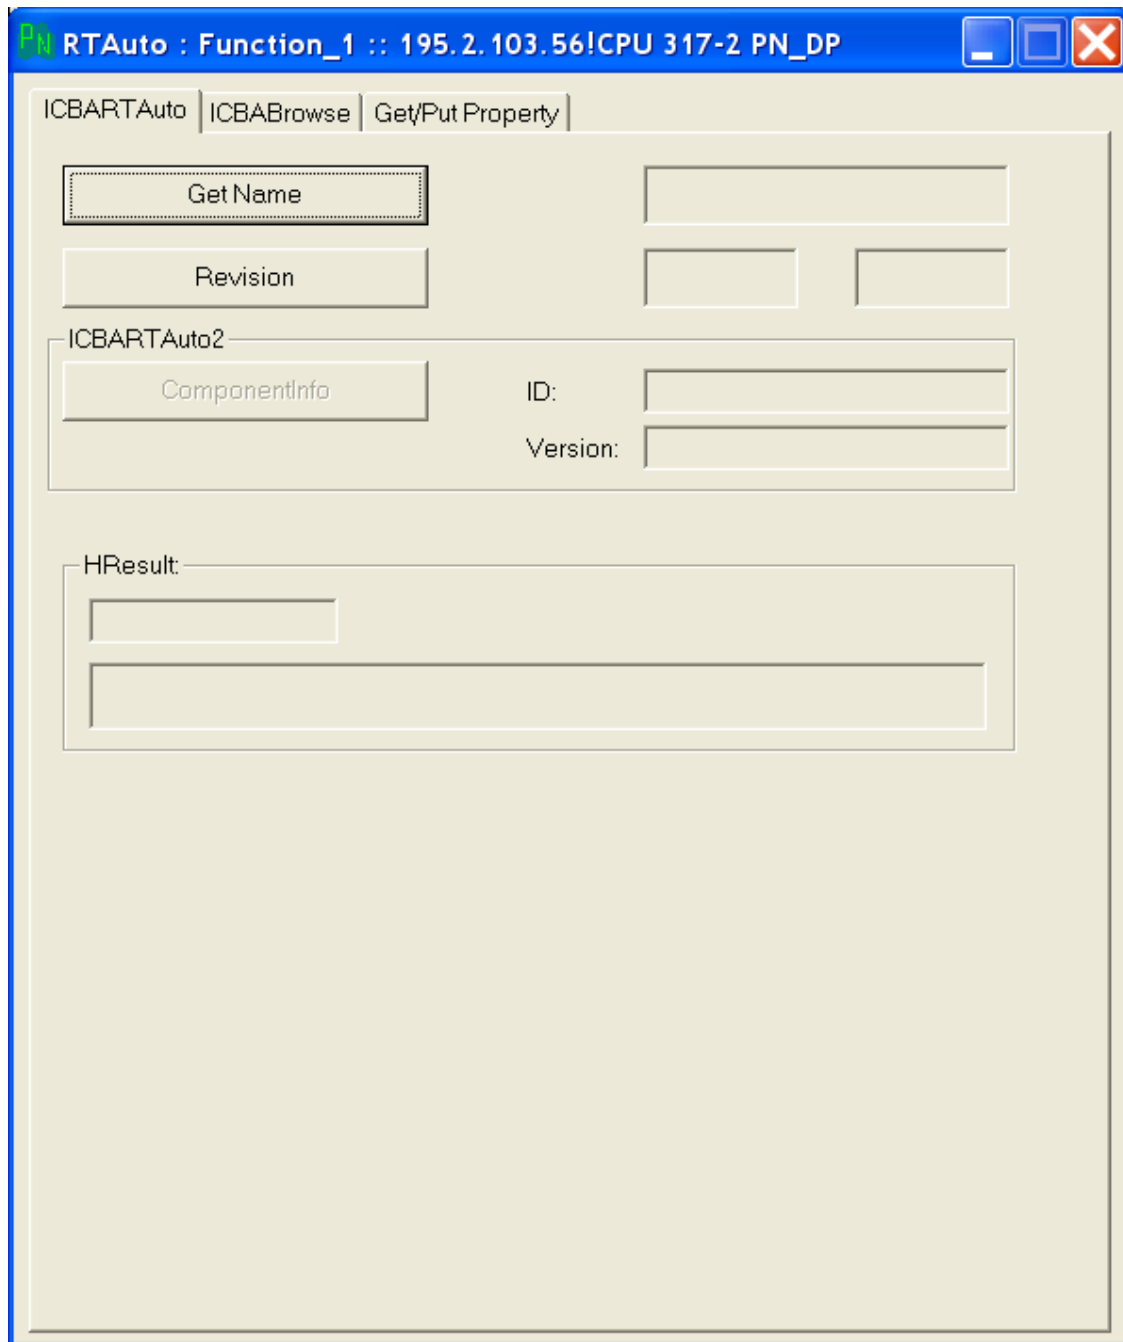 PN RTAuto : Function_1 :: 195.2.103.56!CPU 317-2 PN_DP
ICBARTAuto ICBABrowse Get/Put Property
Get Name
Revision
ICBARTAuto2
ComponentInfo ID:
Version:
HResult: